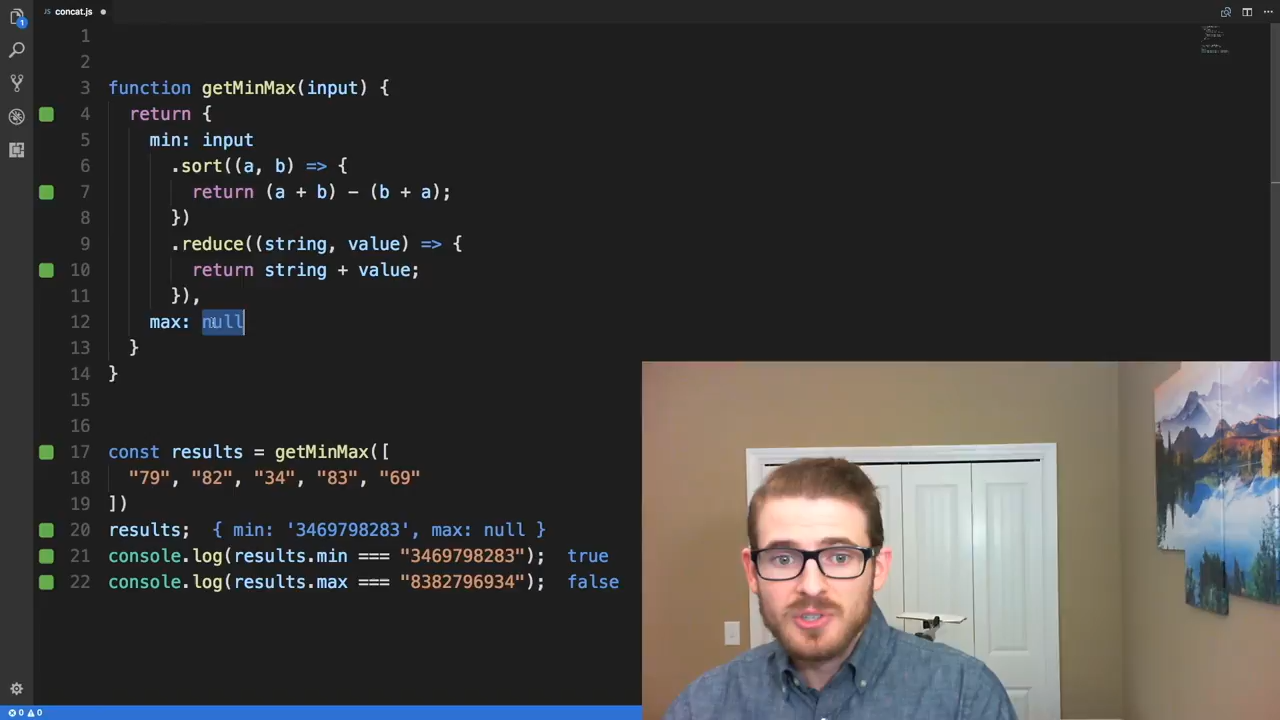 concat.js
1
1
2
3 function getMinMax(input) {
4 return {
5 min: input
6 .sort((a, b) => {
7 return (a + b) - (b + a);
8 })
9 .reduce((string, value) => {
10 return string + value;
11 }),
12 max: null
13 }
14 }
15
16
17 const results = getMinMax([
18 "79", "82", "34", "83", "69"
19 ])
20 results; { min: '3469798283', max: null }
21 console.log(results.min === "3469798283"); true
22 console.log(results.max === "8382796934"); false
0 0